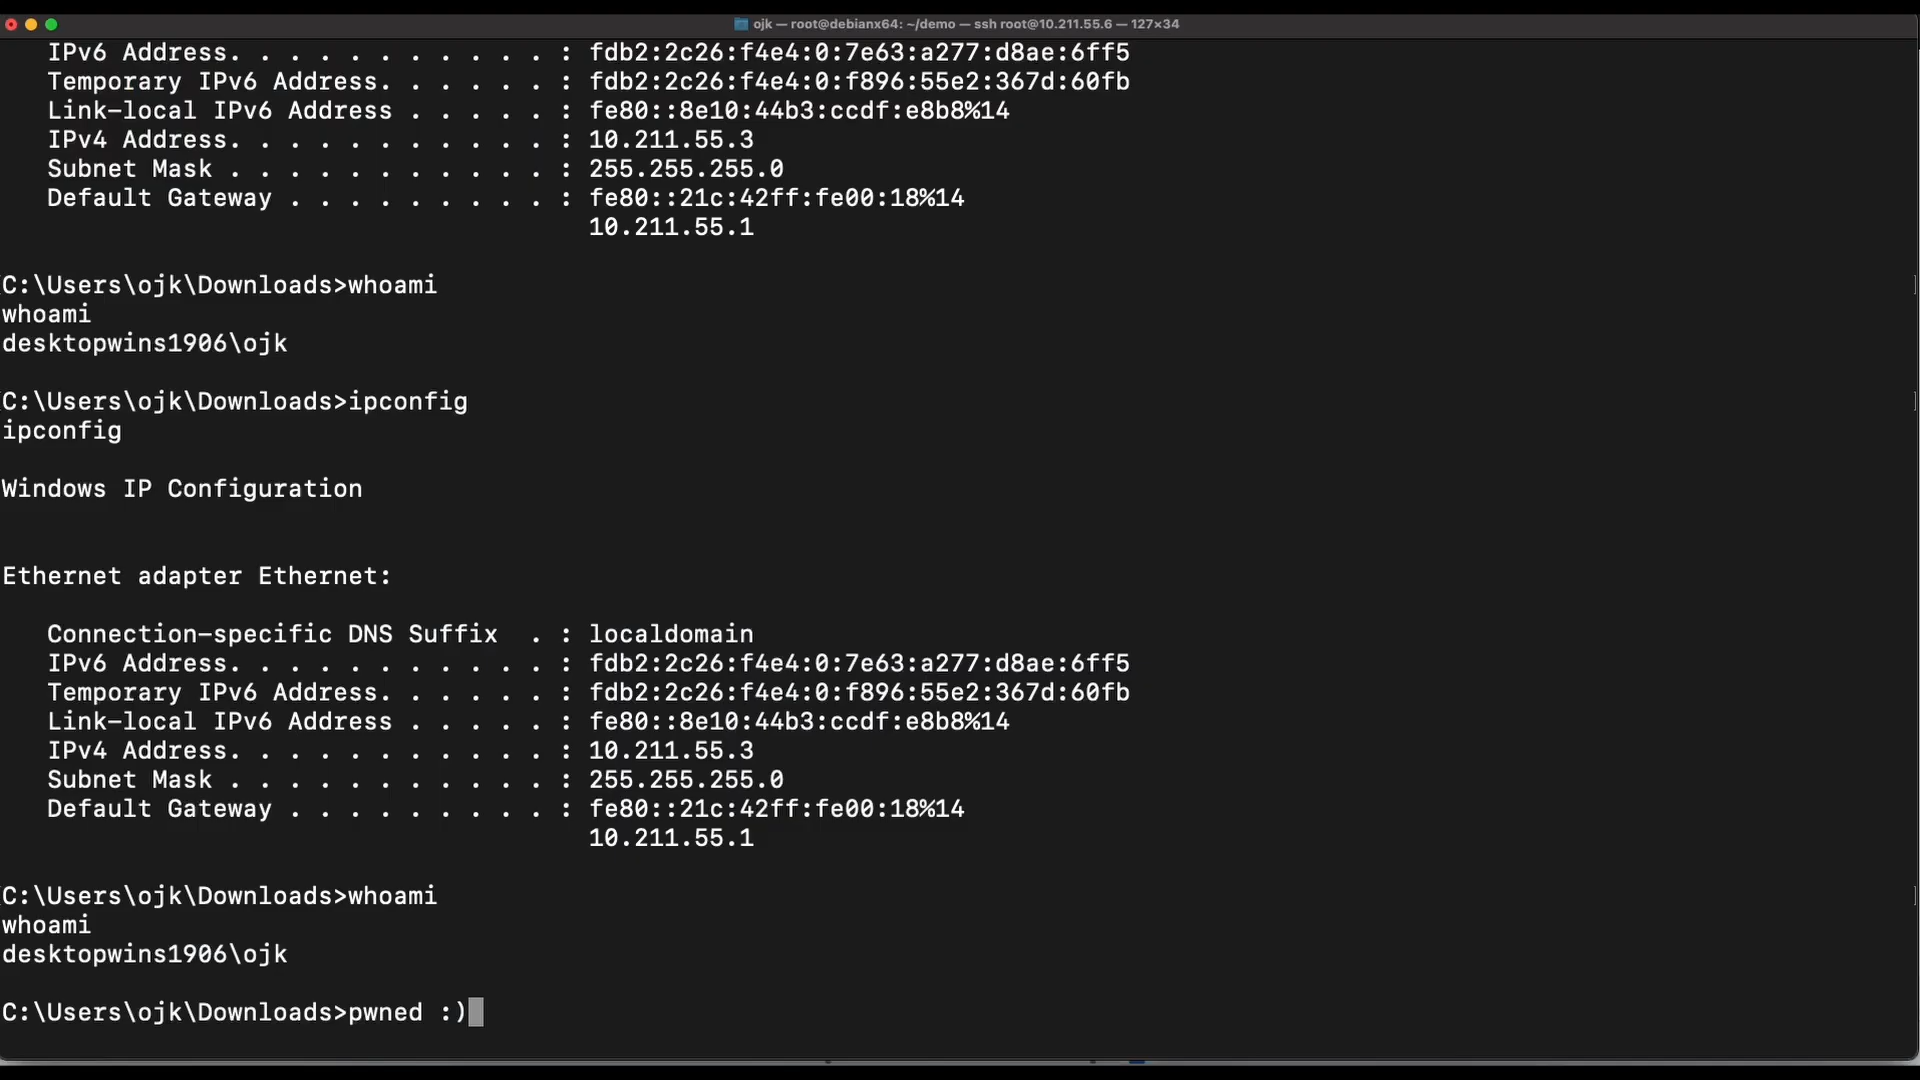 ojk — root@debianx64: ~/demo — ssh root@10.211.55.6 — 127×34
IPv6 Address. . . . . . . . . . . : fdb2:2c26:f4e4:0:7e63:a277:d8ae:6ff5
Temporary IPv6 Address. . . . . . : fdb2:2c26:f4e4:0:f896:55e2:367d:60fb
Link-local IPv6 Address . . . . . : fe80::8e10:44b3:ccdf:e8b8%14
IPv4 Address. . . . . . . . . . . : 10.211.55.3
Subnet Mask . . . . . . . . . . . : 255.255.255.0
Default Gateway . . . . . . . . . : fe80::21c:42ff:fe00:18%14
10.211.55.1
C:\Users\ojk\Downloads>whoami
whoami
desktopwins1906\ojk
C:\Users\ojk\Downloads>ipconfig
ipconfig
Windows IP Configuration
Ethernet adapter Ethernet:
Connection-specific DNS Suffix  . : localdomain
IPv6 Address. . . . . . . . . . . : fdb2:2c26:f4e4:0:7e63:a277:d8ae:6ff5
Temporary IPv6 Address. . . . . . : fdb2:2c26:f4e4:0:f896:55e2:367d:60fb
Link-local IPv6 Address . . . . . : fe80::8e10:44b3:ccdf:e8b8%14
IPv4 Address. . . . . . . . . . . : 10.211.55.3
Subnet Mask . . . . . . . . . . . : 255.255.255.0
Default Gateway . . . . . . . . . : fe80::21c:42ff:fe00:18%14
10.211.55.1
C:\Users\ojk\Downloads>whoami
whoami
desktopwins1906\ojk
C:\Users\ojk\Downloads>pwned :)